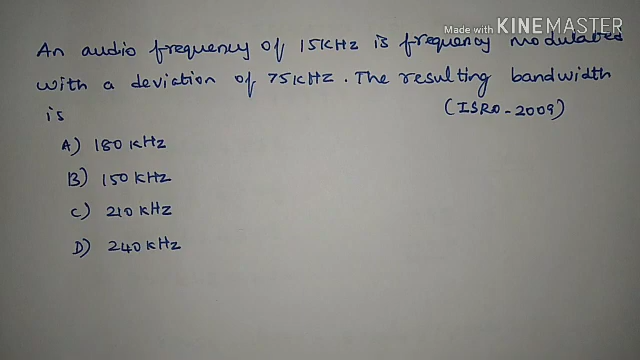 Made with KINEMASTER
An audio frequency of 15KHz is frequency modulated
with a deviation of 75KHz. The resulting bandwidth
is (ISRO-2009)
A) 180 KHz
B) 150 KHz
C) 210 KHz
D) 240 KHz